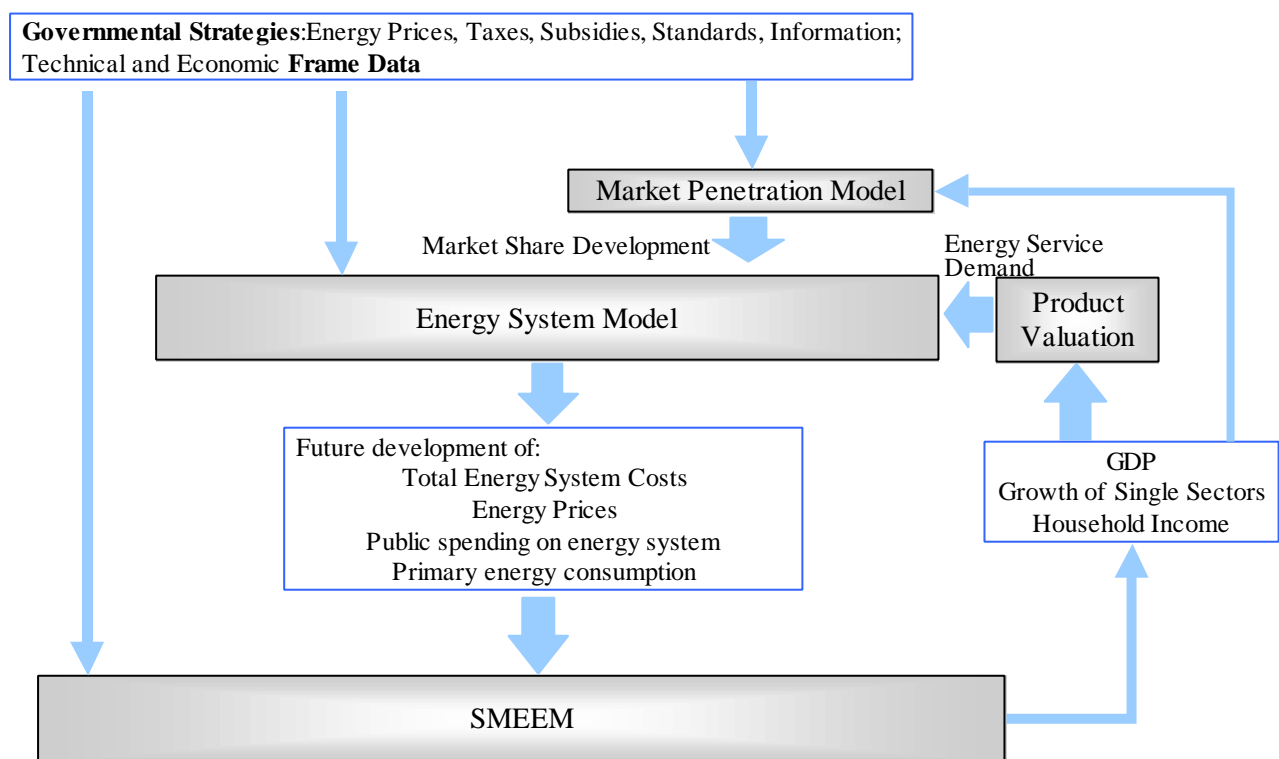 Governmental Strategies:Energy Prices, Taxes, Subsidies, Standards, Information;
Technical and Economic Frame Data
Market Penetration Model
Market Share Development
Energy Service
Demand
Energy System Model
Product
Valuation
Future development of:
Total Energy System Costs
Energy Prices
Public spending on energy system
Primary energy consumption
GDP
Growth of Single Sectors
Household Income
SMEEM